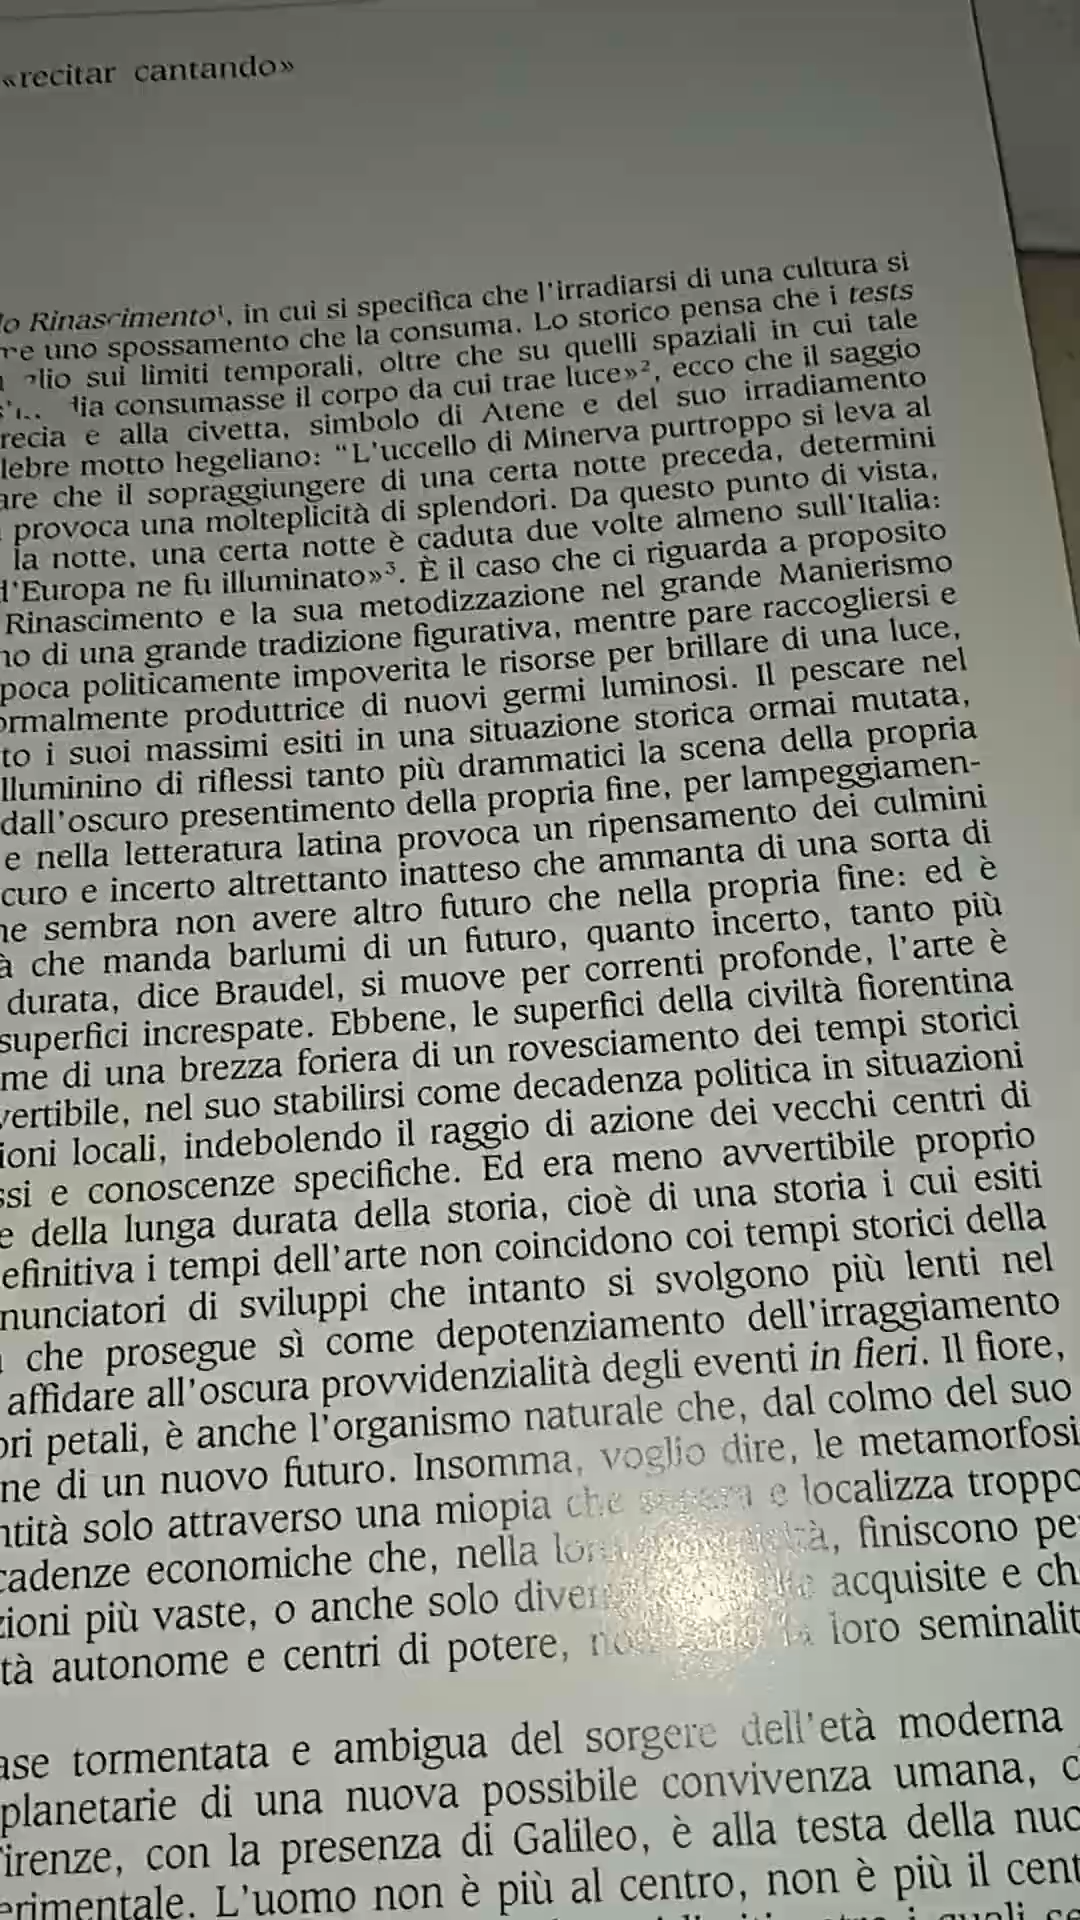 «recitar cantando»
lo Rinascimento¹, in cui si specifica che l'irradiarsi di una cultura si
re uno spossamento che la consuma. Lo storico pensa che i tests
glio sui limiti temporali, oltre che su quelli spaziali in cui tale
dia consumasse il corpo da cui trae luce»², ecco che il saggio
recia e alla civetta, simbolo di Atene e del suo irradiamento
lebre motto hegeliano: "L'uccello di Minerva purtroppo si leva al
are che il sopraggiungere di una certa notte preceda, determini
provoca una molteplicità di splendori. Da questo punto di vista,
la notte, una certa notte è caduta due volte almeno sull'Italia:
d'Europa ne fu illuminato»³. È il caso che ci riguarda a proposito
Rinascimento e la sua metodizzazione nel grande Manierismo
no di una grande tradizione figurativa, mentre pare raccogliersi e
poca politicamente impoverita le risorse per brillare di una luce,
ormalmente produttrice di nuovi germi luminosi. Il pescare nel
to i suoi massimi esiti in una situazione storica ormai mutata,
lluminino di riflessi tanto più drammatici la scena della propria
dall'oscuro presentimento della propria fine, per lampeggiamen-
e nella letteratura latina provoca un ripensamento dei culmini
curo e incerto altrettanto inatteso che ammanta di una sorta di
ne sembra non avere altro futuro che nella propria fine: ed è
à che manda barlumi di un futuro, quanto incerto, tanto più
durata, dice Braudel, si muove per correnti profonde, l'arte è
superfici increspate. Ebbene, le superfici della civiltà fiorentina
me di una brezza foriera di un rovesciamento dei tempi storici
vertibile, nel suo stabilirsi come decadenza politica in situazioni
ioni locali, indebolendo il raggio di azione dei vecchi centri di
ssi e conoscenze specifiche. Ed era meno avvertibile proprio
e della lunga durata della storia, cioè di una storia i cui esiti
efinitiva i tempi dell'arte non coincidono coi tempi storici della
nunciatori di sviluppi che intanto si svolgono più lenti nel
che prosegue sì come depotenziamento dell'irraggiamento
affidare all'oscura provvidenzialità degli eventi in fieri. Il fiore,
ori petali, è anche l'organismo naturale che, dal colmo del suo
ne di un nuovo futuro. Insomma, voglio dire, le metamorfosi
ntità solo attraverso una miopia che e localizza troppo
cadenze economiche che, nella finiscono pe
zioni più vaste, o anche solo acquisite e ch
tà autonome e centri di potere, loro seminalit
ase tormentata e ambigua del sorgere dell'età moderna
planetarie di una nuova possibile convivenza umana, c
irenze, con la presenza di Galileo, è alla testa della nuo
erimentale. L'uomo non è più al centro, non è più il cent